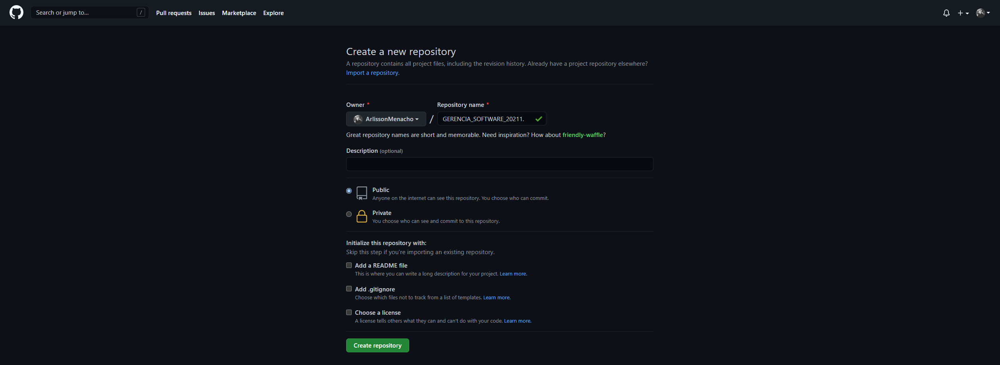 Search or jump to... /
Pull requests Issues Marketplace Explore
Create a new repository
A repository contains all project files, including the revision history. Already have a project repository elsewhere?
Import a repository.
Owner * Repository name *
ArlissonMenacho / GERENCIA_SOFTWARE_20211.
Great repository names are short and memorable. Need inspiration? How about friendly-waffle?
Description (optional)
Public
Anyone on the internet can see this repository. You choose who can commit.
Private
You choose who can see and commit to this repository.
Initialize this repository with:
Skip this step if you're importing an existing repository.
Add a README file
This is where you can write a long description for your project. Learn more.
Add .gitignore
Choose which files not to track from a list of templates. Learn more.
Choose a license
A license tells others what they can and can't do with your code. Learn more.
Create repository